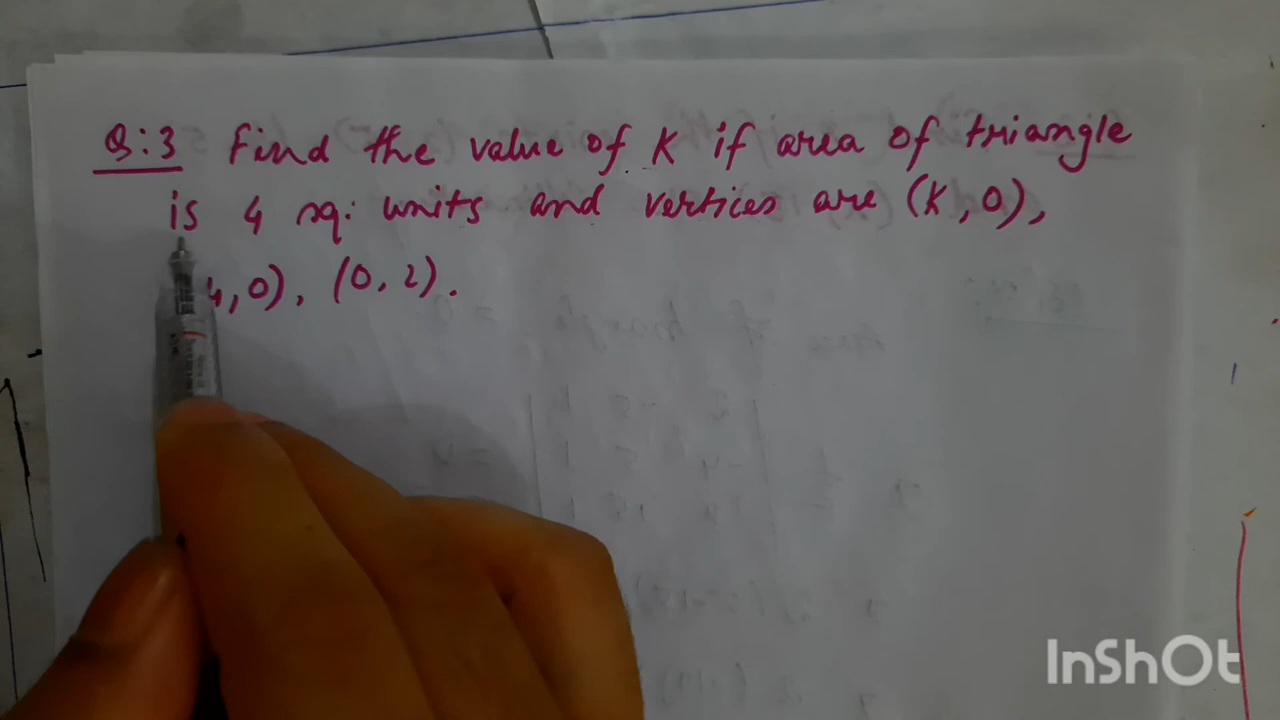 Q:3 Find the value of K if area of triangle
is 4 sq. units and vertices are (K,0),
4,0), (0,2).
InShOt